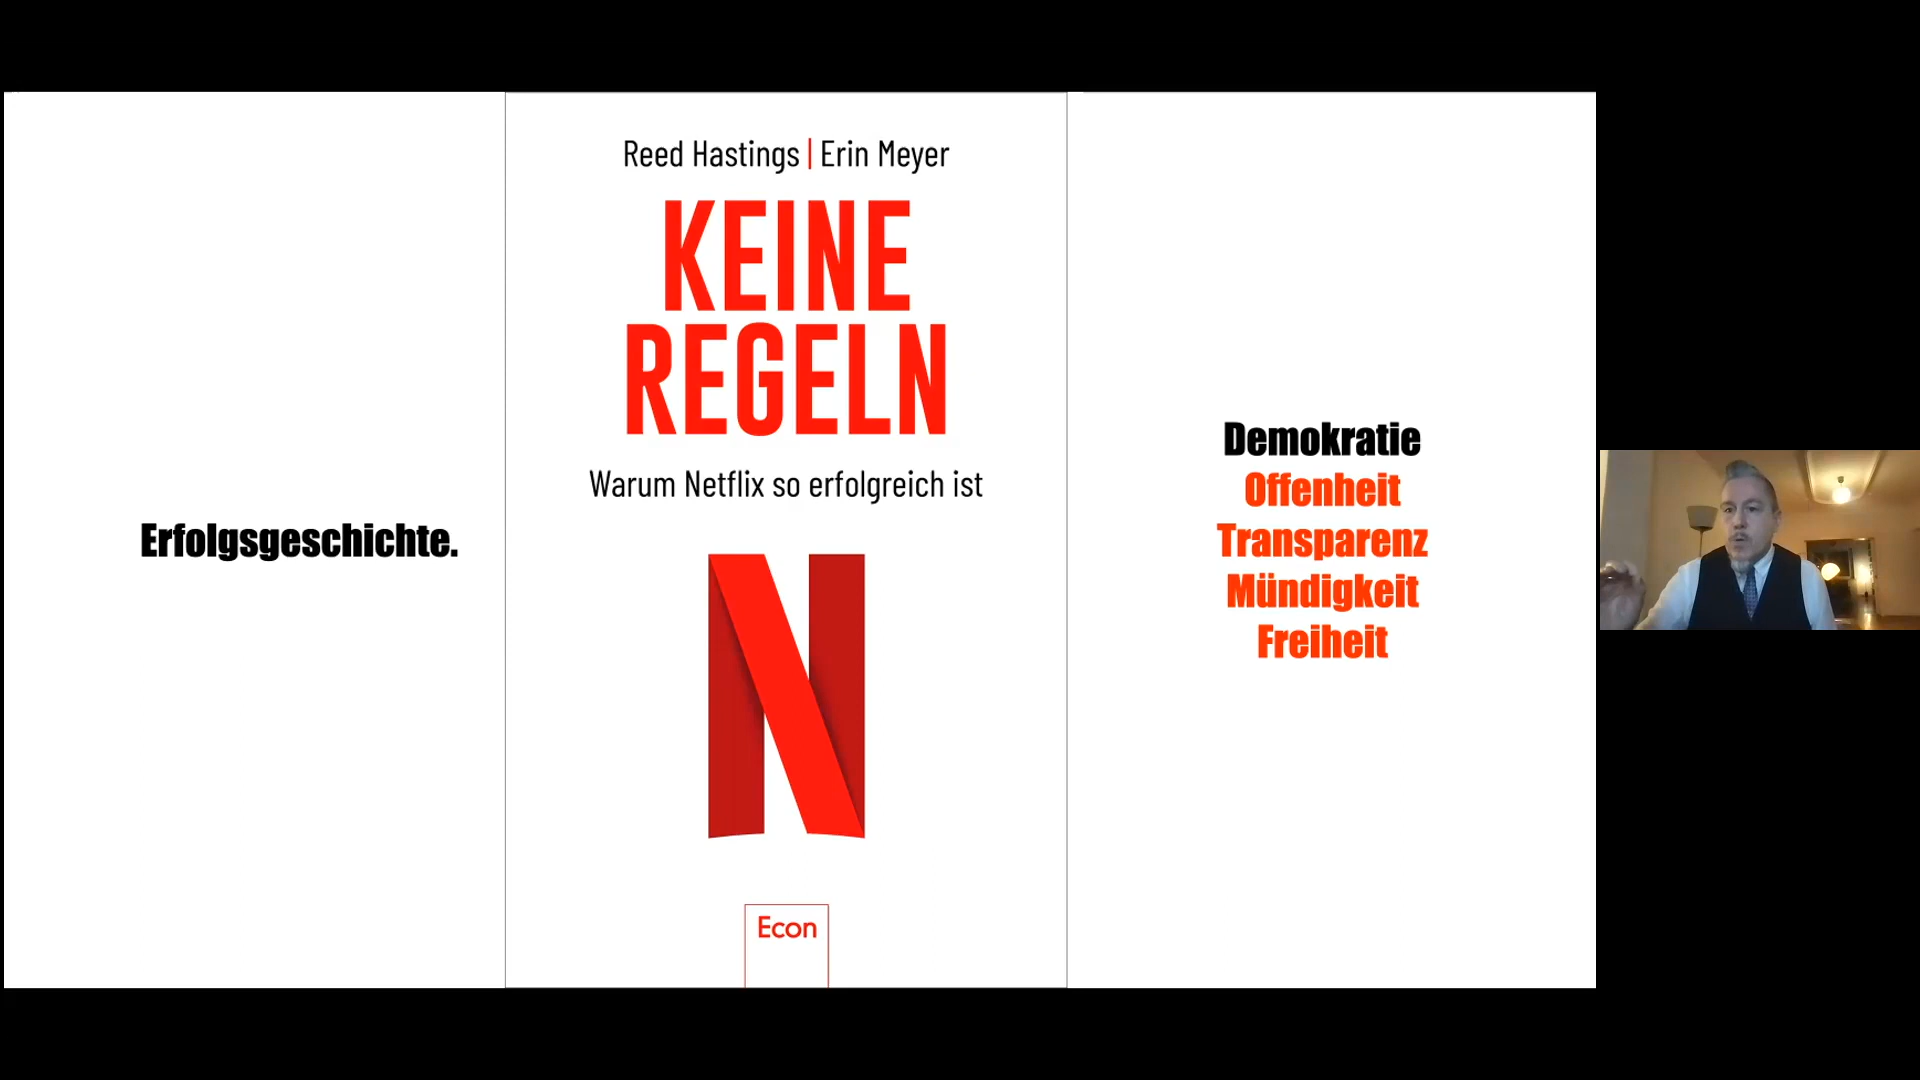 Erfolgsgeschichte.
Reed Hastings | Erin Meyer
KEINE
REGELN
Warum Netflix so erfolgreich ist
Econ
Demokratie
Offenheit
Transparenz
Mündigkeit
Freiheit